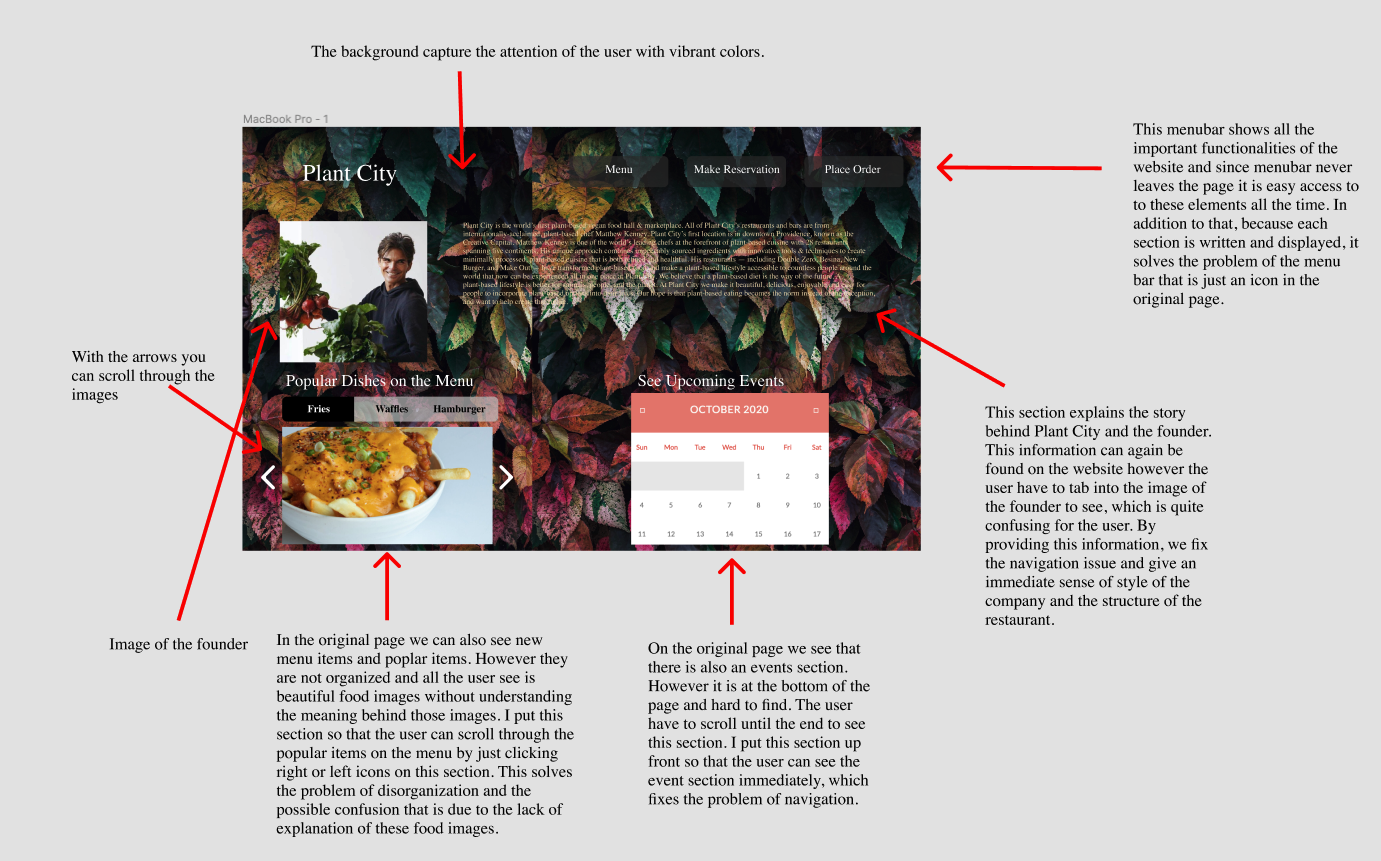 The background capture the attention of the user with vibrant colors.
MacBook Pro - 1
Plant City
Menu
Make Reservation
Place Order
Plant City is the world's first plant-based vegan food hall & marketplace. All of Plant City's restaurants and bars are from
internationally-acclaimed, plant-based chef Matthew Kenney. Plant City's first location is in downtown Providence, known as the
Creative Capital. Matthew Kenney is one of the world's leading chefs at the forefront of plant based cuisine with 28 restaurants
spanning five continents. His unique approach combines impeccably sourced ingredients with innovative tools & techniques to create
minimally processed, plant-based cuisine that is both refined and healthful. His restaurants — including Double Zero, Besina, New
Burger, and Make Out — have transformed plant-based food and make a plant-based lifestyle accessible to countless people around the
world that now can be experienced all in one place at Plant City. We believe that a plant-based diet is the way of the future. A
plant-based lifestyle is better for animals, people, and the planet. At Plant City we make it beautiful, delicious, enjoyable and easy for
people to incorporate plant-based options into their lives. Our hope is that plant-based eating becomes the norm instead of the exception,
and want to help create this future.
Popular Dishes on the Menu
Fries
Waffles
Hamburger
See Upcoming Events
OCTOBER 2020
Sun Mon Tue Wed Thu Fri Sat
1 2 3
4 5 6 7 8 9 10
11 12 13 14 15 16 17
This menubar shows all the
important functionalities of the
website and since menubar never
leaves the page it is easy access to
to these elements all the time. In
addition to that, because each
section is written and displayed, it
solves the problem of the menu
bar that is just an icon in the
original page.
With the arrows you
can scroll through the
images
This section explains the story
behind Plant City and the founder.
This information can again be
found on the website however the
user have to tab into the image of
the founder to see, which is quite
confusing for the user. By
providing this information, we fix
the navigation issue and give an
immediate sense of style of the
company and the structure of the
restaurant.
Image of the founder
In the original page we can also see new
menu items and poplar items. However they
are not organized and all the user see is
beautiful food images without understanding
the meaning behind those images. I put this
section so that the user can scroll through the
popular items on the menu by just clicking
right or left icons on this section. This solves
the problem of disorganization and the
possible confusion that is due to the lack of
explanation of these food images.
On the original page we see that
there is also an events section.
However it is at the bottom of the
page and hard to find. The user
have to scroll until the end to see
this section. I put this section up
front so that the user can see the
event section immediately, which
fixes the problem of navigation.